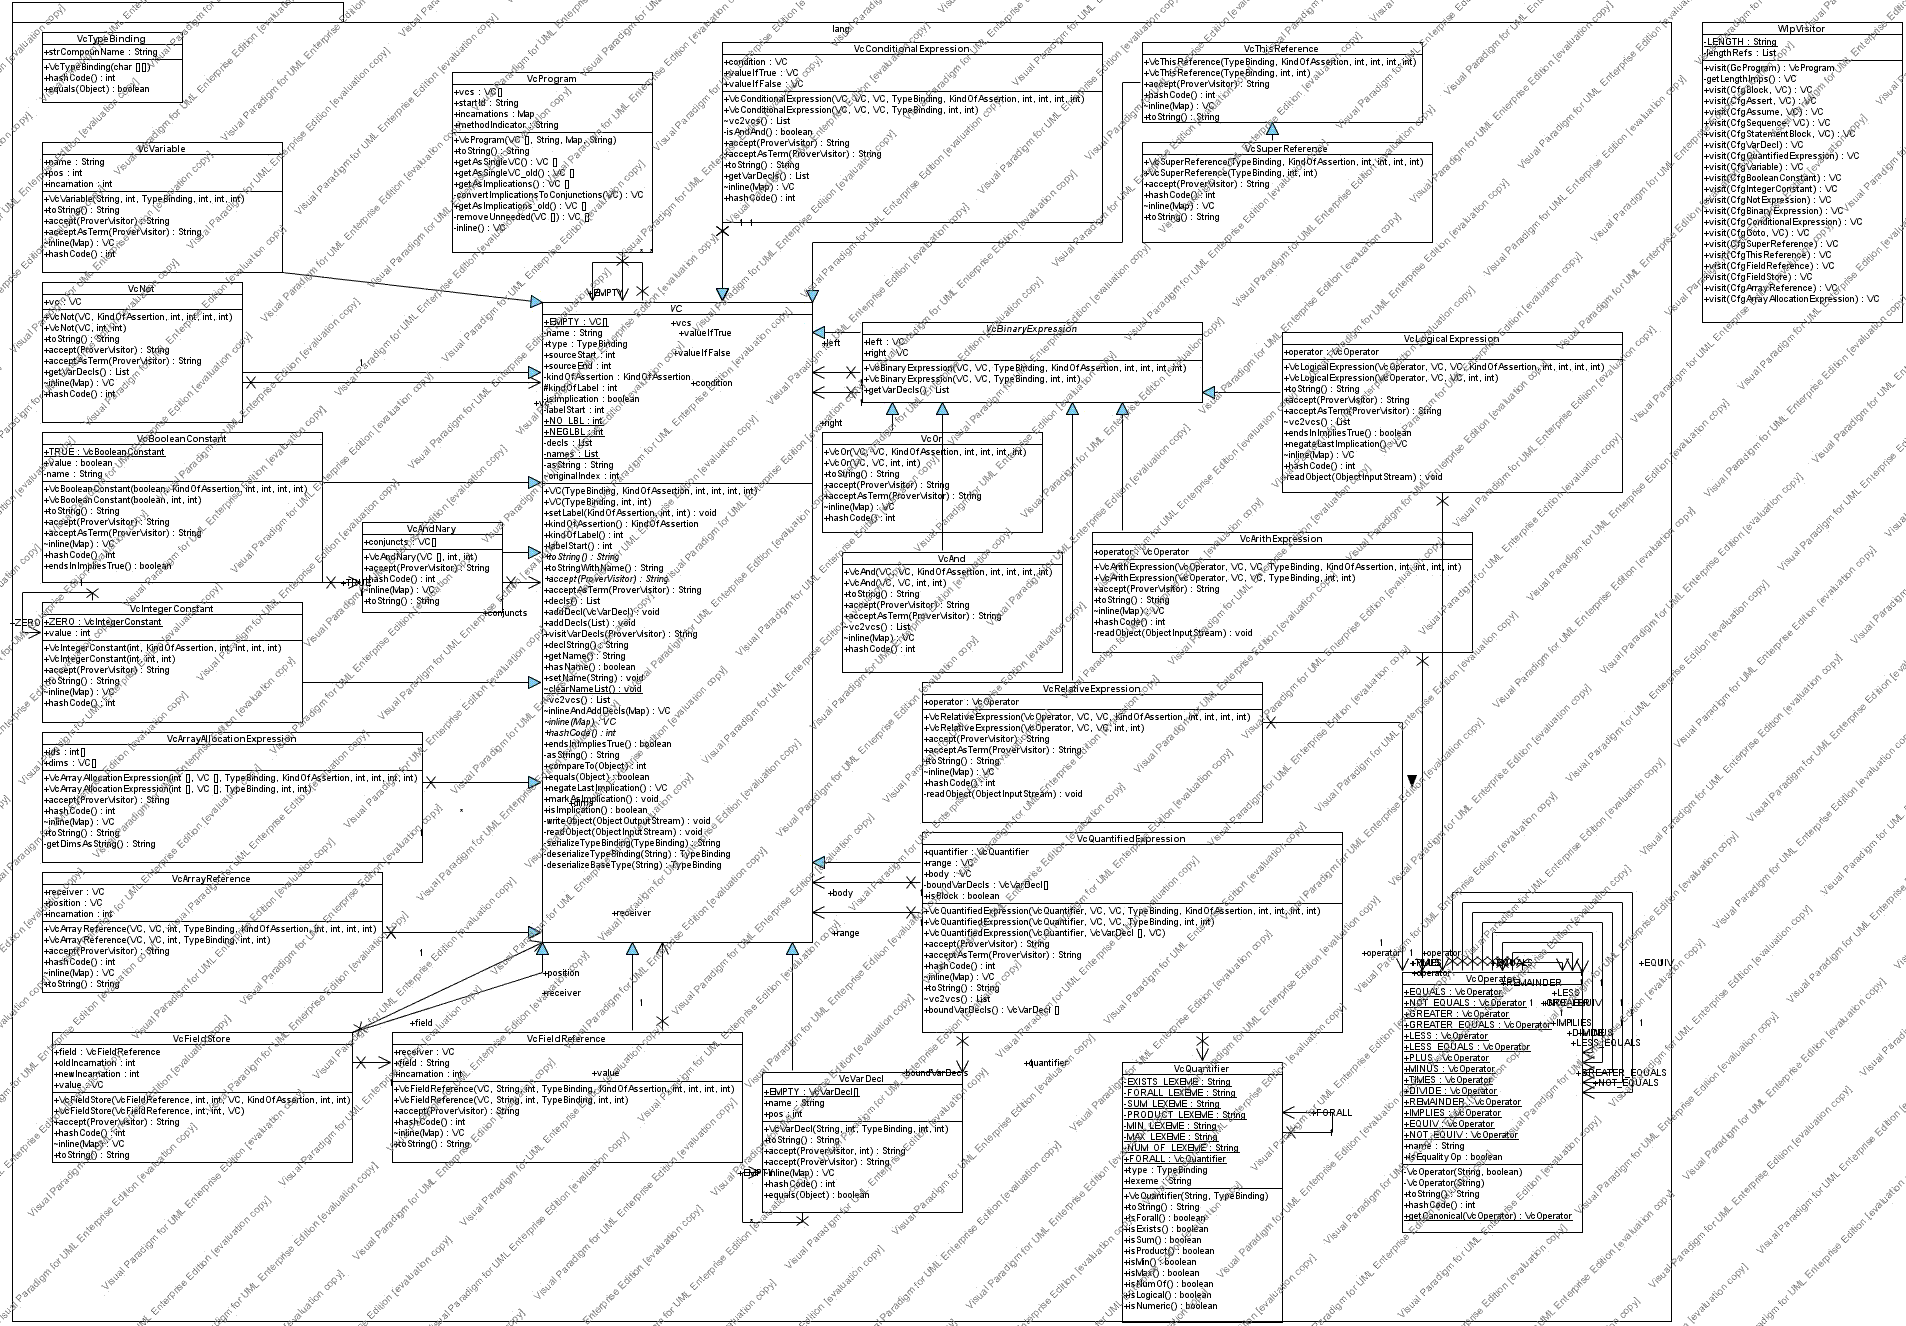 lang
VcTypeBinding
+strCompoundName : String
+VcTypeBinding(char [][])
+hashCode() : int
+equals(Object) : boolean
VcVariable
+name : String
+pos : int
+incarnation : int
+VcVariable(String, int, TypeBinding, int, int)
+toString() : String
+accept(ProverVisitor) : String
+acceptAsTerm(ProverVisitor) : String
~inline(Map) : VC
+hashCode() : int
VcNot
+vc : VC
+VcNot(VC, KindOfAssertion, int, int, int, int)
+VcNot(VC, int, int)
+toString() : String
+accept(ProverVisitor) : String
+acceptAsTerm(ProverVisitor) : String
+getVarDecls() : List
~inline(Map) : VC
+hashCode() : int
VcBooleanConstant
+TRUE : VcBooleanConstant
+value : boolean
-name : String
+VcBooleanConstant(boolean, KindOfAssertion, int, int, int, int)
+VcBooleanConstant(boolean, int, int)
+toString() : String
+accept(ProverVisitor) : String
~inline(Map) : VC
+hashCode() : int
+endsInImpliesTrue() : boolean
VcAndNary
+conjuncts : VC[]
+VcAndNary(VC [], int, int)
+accept(ProverVisitor) : String
+hashCode() : int
~inline(Map) : VC
+toString() : String
VcIntegerConstant
+ZERO : VcIntegerConstant
+value : int
+VcIntegerConstant(int, KindOfAssertion, int, int, int, int)
+VcIntegerConstant(int, int, int)
+accept(ProverVisitor) : String
+toString() : String
~inline(Map) : VC
+hashCode() : int
VcArrayAllocationExpression
+ids : int[]
+dims : VC[]
+VcArrayAllocationExpression(int [], VC [], TypeBinding, KindOfAssertion, int, int, int, int)
+VcArrayAllocationExpression(int [], VC [], TypeBinding, int, int)
+accept(ProverVisitor) : String
+hashCode() : int
~inline(Map) : VC
+toString() : String
-getDimsAsString() : String
VcArrayReference
+receiver : VC
+position : VC
+incarnation : int
+VcArrayReference(VC, VC, int, TypeBinding, KindOfAssertion, int, int, int, int)
+VcArrayReference(VC, VC, int, TypeBinding, int, int)
+accept(ProverVisitor) : String
+hashCode() : int
~inline(Map) : VC
+toString() : String
VcFieldStore
+field : VcFieldReference
+oldIncarnation : int
+newIncarnation : int
+value : VC
+VcFieldStore(VcFieldReference, int, int, VC, KindOfAssertion, int, int)
+VcFieldStore(VcFieldReference, int, int, VC)
+accept(ProverVisitor) : String
+hashCode() : int
~inline(Map) : VC
+toString() : String
VcFieldReference
+receiver : VC
+field : String
+incarnation : int
+VcFieldReference(VC, String, int, TypeBinding, KindOfAssertion, int, int, int, int)
+VcFieldReference(VC, String, int, TypeBinding, int, int)
+accept(ProverVisitor) : String
+hashCode() : int
~inline(Map) : VC
+toString() : String
VcProgram
+vcs : VC[]
+startId : String
+incarnations : Map
+methodIndicator : String
+VcProgram(VC [], String, Map, String)
+toString() : String
+getAsSingleVC() : VC []
+getAsSingleVC_old() : VC []
+getAsImplications() : VC []
-convertImplicationsToConjunctions(VC) : VC
+getAsImplications_old() : VC []
-removeUnneeded(VC []) : VC []
-inline() : VC
VC
+EMPTY : VC[]
-name : String
+type : TypeBinding
+sourceStart : int
+sourceEnd : int
-kindOfAssertion : KindOfAssertion
#kindOfLabel : int
-isImplication : boolean
-labelStart : int
+NO_LBL : int
+NEGLBL : int
-decls : List
-names : List
-asString : String
~originalIndex : int
+VC(TypeBinding, KindOfAssertion, int, int, int, int)
+VC(TypeBinding, int, int)
+setLabel(KindOfAssertion, int, int) : void
+kindOfAssertion() : KindOfAssertion
+kindOfLabel() : int
+labelStart() : int
+toString() : String
+toStringWithName() : String
+accept(ProverVisitor) : String
+acceptAsTerm(ProverVisitor) : String
+decls() : List
+addDecl(VcVarDecl) : void
+addDecls(List) : void
+visitVarDecls(ProverVisitor) : String
+declString() : String
+getName() : String
+hasName() : boolean
+setName(String) : void
~clearNameList() : void
~vc2vcs() : List
~inlineAndAddDecls(Map) : VC
~inline(Map) : VC
+hashCode() : int
+endsInImpliesTrue() : boolean
-asString() : String
+compareTo(Object) : int
+equals(Object) : boolean
+negateLastImplication() : VC
+markAsImplication() : void
+isImplication() : boolean
-writeObject(ObjectOutputStream) : void
-readObject(ObjectInputStream) : void
-serializeTypeBinding(TypeBinding) : String
-deserializeTypeBinding(String) : TypeBinding
-deserializeBaseType(String) : TypeBinding
VcConditionalExpression
+condition : VC
+valueIfTrue : VC
+valueIfFalse : VC
+VcConditionalExpression(VC, VC, VC, TypeBinding, KindOfAssertion, int, int, int, int)
+VcConditionalExpression(VC, VC, VC, TypeBinding, int, int)
~vc2vcs() : List
-isAndAnd() : boolean
+accept(ProverVisitor) : String
+acceptAsTerm(ProverVisitor) : String
+toString() : String
+getVarDecls() : List
~inline(Map) : VC
+hashCode() : int
VcThisReference
+VcThisReference(TypeBinding, KindOfAssertion, int, int, int, int)
+VcThisReference(TypeBinding, int, int)
+accept(ProverVisitor) : String
+hashCode() : int
~inline(Map) : VC
+toString() : String
VcSuperReference
+VcSuperReference(TypeBinding, KindOfAssertion, int, int, int, int)
+VcSuperReference(TypeBinding, int, int)
+accept(ProverVisitor) : String
+hashCode() : int
~inline(Map) : VC
+toString() : String
VcBinaryExpression
+left : VC
+right : VC
+VcBinaryExpression(VC, VC, TypeBinding, KindOfAssertion, int, int, int, int)
+VcBinaryExpression(VC, VC, TypeBinding, int, int)
+getVarDecls() : List
VcLogicalExpression
+operator : VcOperator
+VcLogicalExpression(VcOperator, VC, VC, KindOfAssertion, int, int, int, int)
+VcLogicalExpression(VcOperator, VC, VC, int, int)
+toString() : String
+accept(ProverVisitor) : String
+acceptAsTerm(ProverVisitor) : String
~vc2vcs() : List
+endsInImpliesTrue() : boolean
+negateLastImplication() : VC
~inline(Map) : VC
+hashCode() : int
-readObject(ObjectInputStream) : void
VcOr
+VcOr(VC, VC, KindOfAssertion, int, int, int, int)
+VcOr(VC, VC, int, int)
+toString() : String
+accept(ProverVisitor) : String
+acceptAsTerm(ProverVisitor) : String
~inline(Map) : VC
+hashCode() : int
VcAnd
+VcAnd(VC, VC, KindOfAssertion, int, int, int, int)
+VcAnd(VC, VC, int, int)
+toString() : String
+accept(ProverVisitor) : String
+acceptAsTerm(ProverVisitor) : String
~vc2vcs() : List
~inline(Map) : VC
+hashCode() : int
VcArithExpression
+operator : VcOperator
+VcArithExpression(VcOperator, VC, VC, TypeBinding, KindOfAssertion, int, int, int, int)
+VcArithExpression(VcOperator, VC, VC, TypeBinding, int, int)
+accept(ProverVisitor) : String
+toString() : String
~inline(Map) : VC
+hashCode() : int
-readObject(ObjectInputStream) : void
VcRelativeExpression
+operator : VcOperator
+VcRelativeExpression(VcOperator, VC, VC, KindOfAssertion, int, int, int, int)
+VcRelativeExpression(VcOperator, VC, VC, int, int)
+accept(ProverVisitor) : String
+acceptAsTerm(ProverVisitor) : String
+toString() : String
~inline(Map) : VC
+hashCode() : int
-readObject(ObjectInputStream) : void
VcQuantifiedExpression
+quantifier : VcQuantifier
+range : VC
+body : VC
-boundVarDecls : VcVarDecl[]
+isBlock : boolean
+VcQuantifiedExpression(VcQuantifier, VC, VC, TypeBinding, KindOfAssertion, int, int, int, int)
+VcQuantifiedExpression(VcQuantifier, VC, VC, TypeBinding, int, int)
+VcQuantifiedExpression(VcQuantifier, VcVarDecl [], VC)
+accept(ProverVisitor) : String
+acceptAsTerm(ProverVisitor) : String
+hashCode() : int
~inline(Map) : VC
+toString() : String
~vc2vcs() : List
+boundVarDecls() : VcVarDecl []
VcVarDecl
+EMPTY : VcVarDecl[]
+name : String
+pos : int
+VcVarDecl(String, int, TypeBinding, int, int)
+toString() : String
+accept(ProverVisitor, int) : String
+accept(ProverVisitor) : String
~inline(Map) : VC
+hashCode() : int
+equals(Object) : boolean
VcQuantifier
-EXISTS_LEXEME : String
-FORALL_LEXEME : String
-SUM_LEXEME : String
-PRODUCT_LEXEME : String
-MIN_LEXEME : String
-MAX_LEXEME : String
-NUM_OF_LEXEME : String
+FORALL : VcQuantifier
+type : TypeBinding
+lexeme : String
+VcQuantifier(String, TypeBinding)
+toString() : String
+isForall() : boolean
+isExists() : boolean
+isSum() : boolean
+isProduct() : boolean
+isMin() : boolean
+isMax() : boolean
+isNumOf() : boolean
+isLogical() : boolean
+isNumeric() : boolean
VcOperator
+EQUALS : VcOperator
+NOT_EQUALS : VcOperator
+GREATER : VcOperator
+GREATER_EQUALS : VcOperator
+LESS : VcOperator
+LESS_EQUALS : VcOperator
+PLUS : VcOperator
+MINUS : VcOperator
+TIMES : VcOperator
+DIVIDE : VcOperator
+REMAINDER : VcOperator
+IMPLIES : VcOperator
+EQUIV : VcOperator
+NOT_EQUIV : VcOperator
+name : String
+isEqualityOp : boolean
-VcOperator(String, boolean)
-VcOperator(String)
+toString() : String
+hashCode() : int
+getCanonical(VcOperator) : VcOperator
WlpVisitor
-LENGTH : String
-lengthRefs : List
+visit(GcProgram) : VcProgram
-getLengthImps() : VC
+visit(CfgBlock, VC) : VC
+visit(CfgAssert, VC) : VC
+visit(CfgAssume, VC) : VC
+visit(CfgSequence, VC) : VC
+visit(CfgStatementBlock, VC) : VC
+visit(CfgVarDecl) : VC
+visit(CfgQuantifiedExpression) : VC
+visit(CfgVariable) : VC
+visit(CfgBooleanConstant) : VC
+visit(CfgIntegerConstant) : VC
+visit(CfgNotExpression) : VC
+visit(CfgBinaryExpression) : VC
+visit(CfgConditionalExpression) : VC
+visit(CfgGoto, VC) : VC
+visit(CfgSuperReference) : VC
+visit(CfgThisReference) : VC
+visit(CfgFieldReference) : VC
+visit(CfgFieldStore) : VC
+visit(CfgArrayReference) : VC
+visit(CfgArrayAllocationExpression) : VC
+EMPTY
+vcs
+valueIfTrue
+valueIfFalse
+condition
+left
+right
+TRUE
+conjuncts
+ZERO
+receiver
+position
+receiver
+field
+value
+body
+range
-boundVarDecls
+quantifier
+FORALL
+operator
+operator
+operator
+REMAINDER
+LESS
+IMPLIES
+LESS_EQUALS
+GREATER_EQUALS
+NOT_EQUALS
+EQUIV
Visual Paradigm for UML Enterprise Edition [evaluation copy]